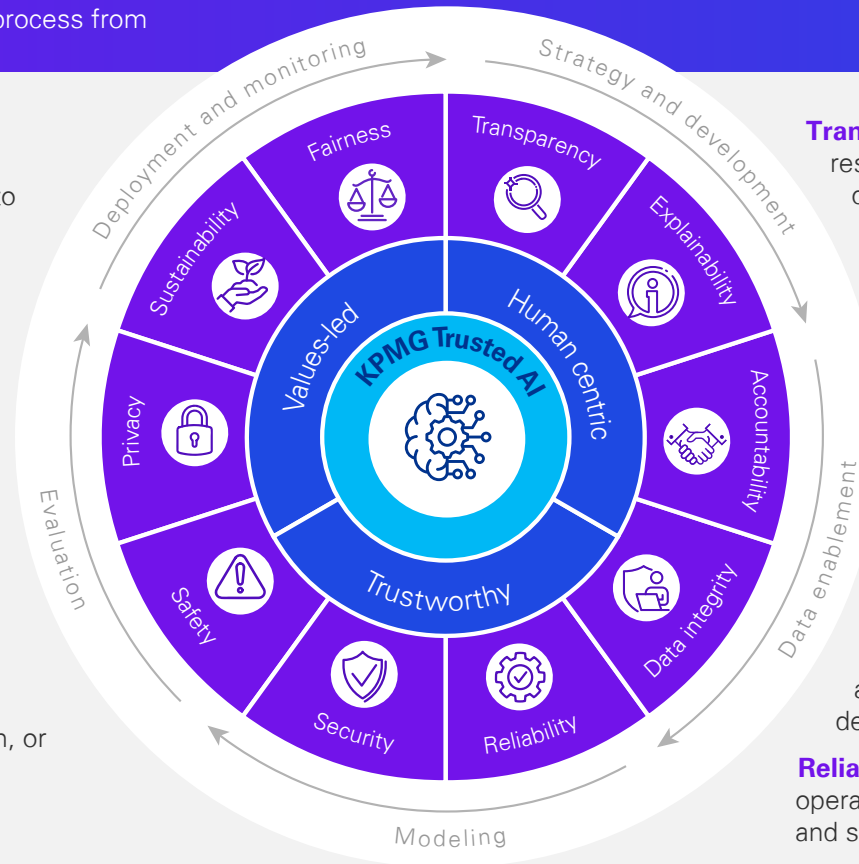 process from
Deployment and monitoring
Strategy and development
Data enablement
Modeling
Evaluation
Fairness
Transparency
Explainability
Accountability
Data integrity
Reliability
Security
Safety
Privacy
Sustainability
Values-led
Human centric
Trustworthy
KPMG Trusted AI
to
n, or
Tran
res
a
de
Relia
opera
and s